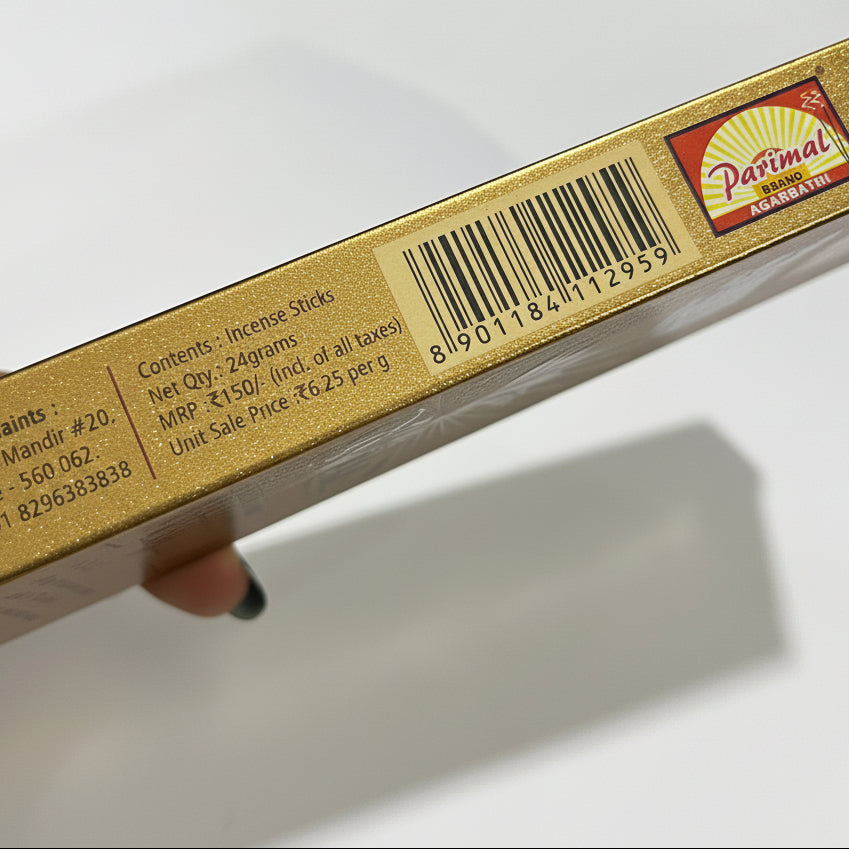 aints :
Mandir #20,
e - 560 062.
1 8296383838
Contents : Incense Sticks
Net Qty.: 24grams
MRP :₹150/- (incl. of all taxes)
Unit Sale Price :₹6.25 per g
8 901184 112959
Parimal
BRAND
AGARBATHI